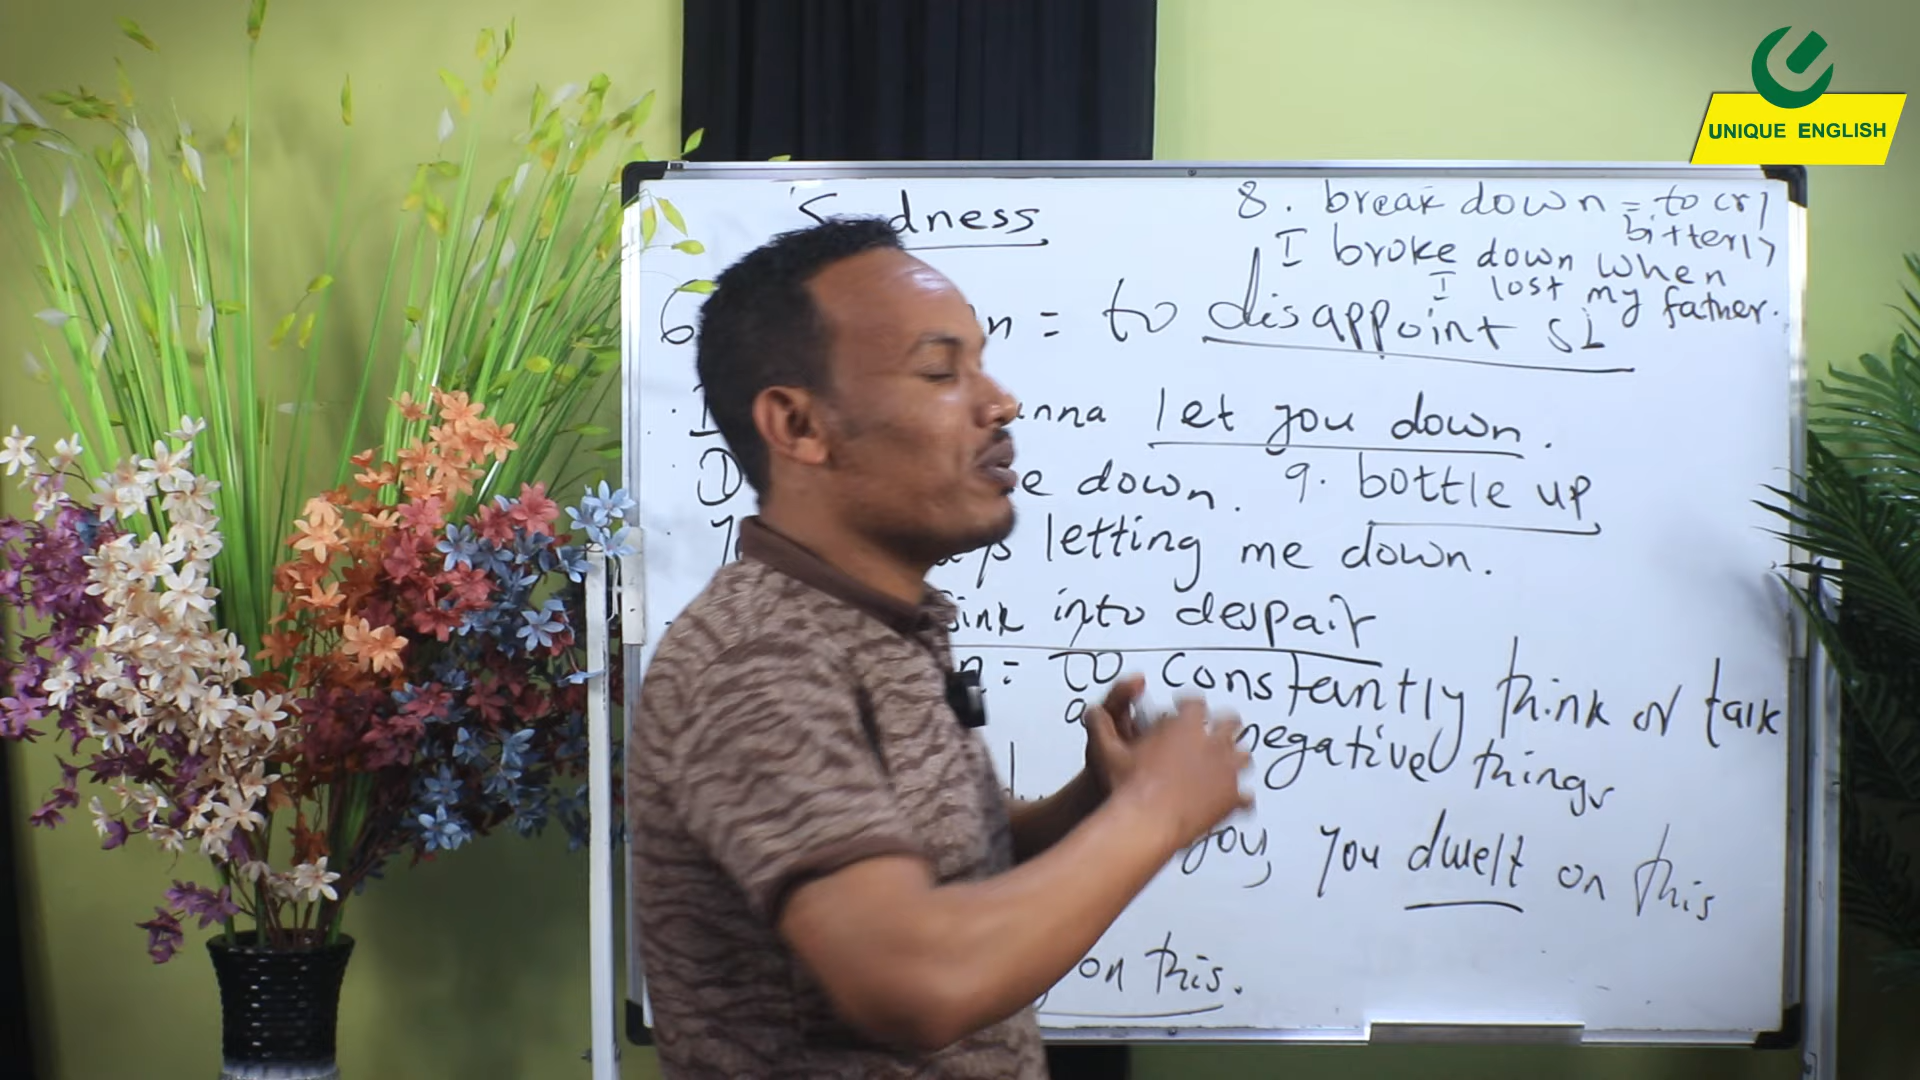 UNIQUE ENGLISH
Sadness
8. break down = to cry
bitterly
I broke down when
I lost my father.
6 n = to disappoint
anna let you down.
D e down. 9. bottle up
letting me down.
sink into despair
n = to constantly think or talk
a negative things
you, you dwelt on this
on this.